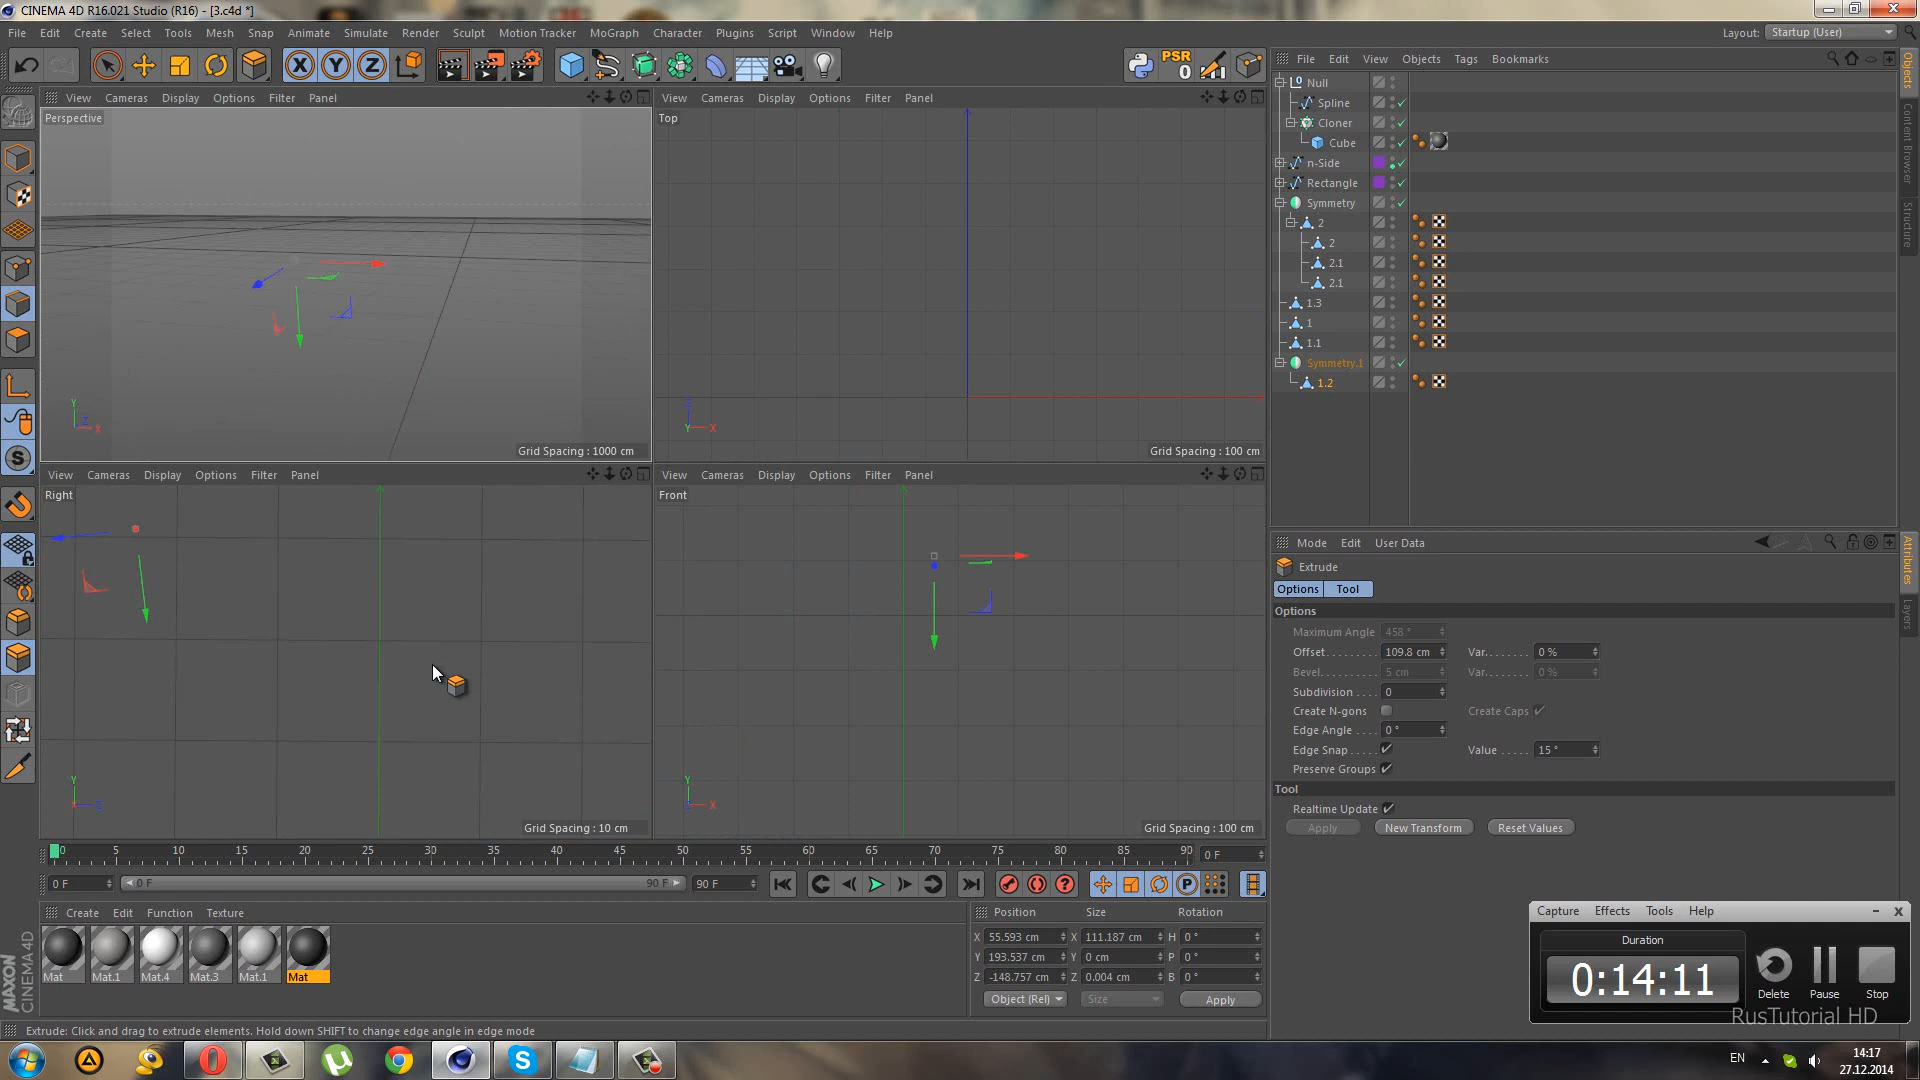 CINEMA 4D R16.021 Studio (R16) - [3.c4d *]
File Edit Create Select Tools Mesh Snap Animate Simulate Render Sculpt Motion Tracker MoGraph Character Plugins Script Window Help
Layout: Startup (User)
X Y Z PSR 0
File Edit View Objects Tags Bookmarks
View Cameras Display Options Filter Panel
Perspective
Grid Spacing : 1000 cm
View Cameras Display Options Filter Panel
Top
Grid Spacing : 100 cm
View Cameras Display Options Filter Panel
Right
Grid Spacing : 10 cm
View Cameras Display Options Filter Panel
Front
Grid Spacing : 100 cm
Null
Spline
Cloner
Cube
n-Side
Rectangle
Symmetry
2
2
2.1
2.1
1.3
1
1.1
Symmetry.1
1.2
Objects
Content Browser
Structure
Mode Edit User Data
Extrude
Options Tool
Options
Maximum Angle 458 °
Offset......... 109.8 cm Var........ 0 %
Bevel.......... 5 cm Var........ 0 %
Subdivision .... 0
Create N-gons Create Caps
Edge Angle .... 0 °
Edge Snap..... Value ..... 15 °
Preserve Groups
Tool
Realtime Update
Apply New Transform Reset Values
Attributes
Layers
0 5 10 15 20 25 30 35 40 45 50 55 60 65 70 75 80 85 90 0 F
0 F 0 F 90 F 90 F
Create Edit Function Texture
Mat Mat.1 Mat.4 Mat.3 Mat.1 Mat
MAXON
CINEMA 4D
Position Size Rotation
X 55.593 cm X 111.187 cm H 0 °
Y 193.537 cm Y 0 cm P 0 °
Z -148.757 cm Z 0.004 cm B 0 °
Object (Rel) Size Apply
Extrude: Click and drag to extrude elements. Hold down SHIFT to change edge angle in edge mode
Capture Effects Tools Help
Duration
0:14:11
Delete Pause Stop
RusTutorial HD
EN
14:17
27.12.2014